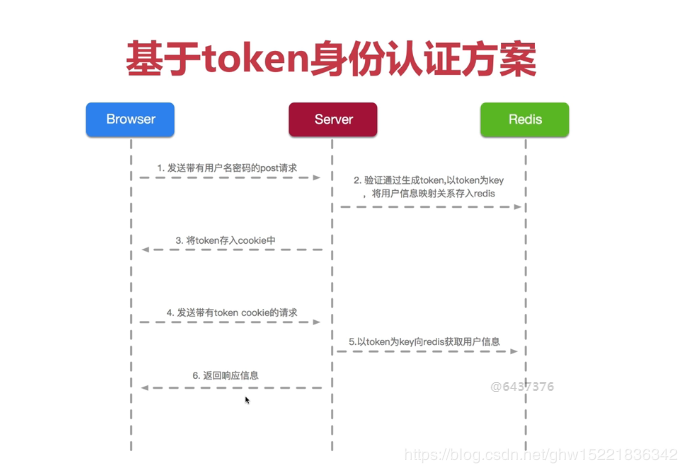 基于token身份认证方案
Browser
Server
Redis
1. 发送带有用户名密码的post请求
2. 验证通过生成token,以token为key
，将用户信息映射关系存入redis
3. 将token存入cookie中
4. 发送带有token cookie的请求
5.以token为key向redis获取用户信息
6. 返回响应信息
@6437376
https://blog.csdn.net/ghw15221836342